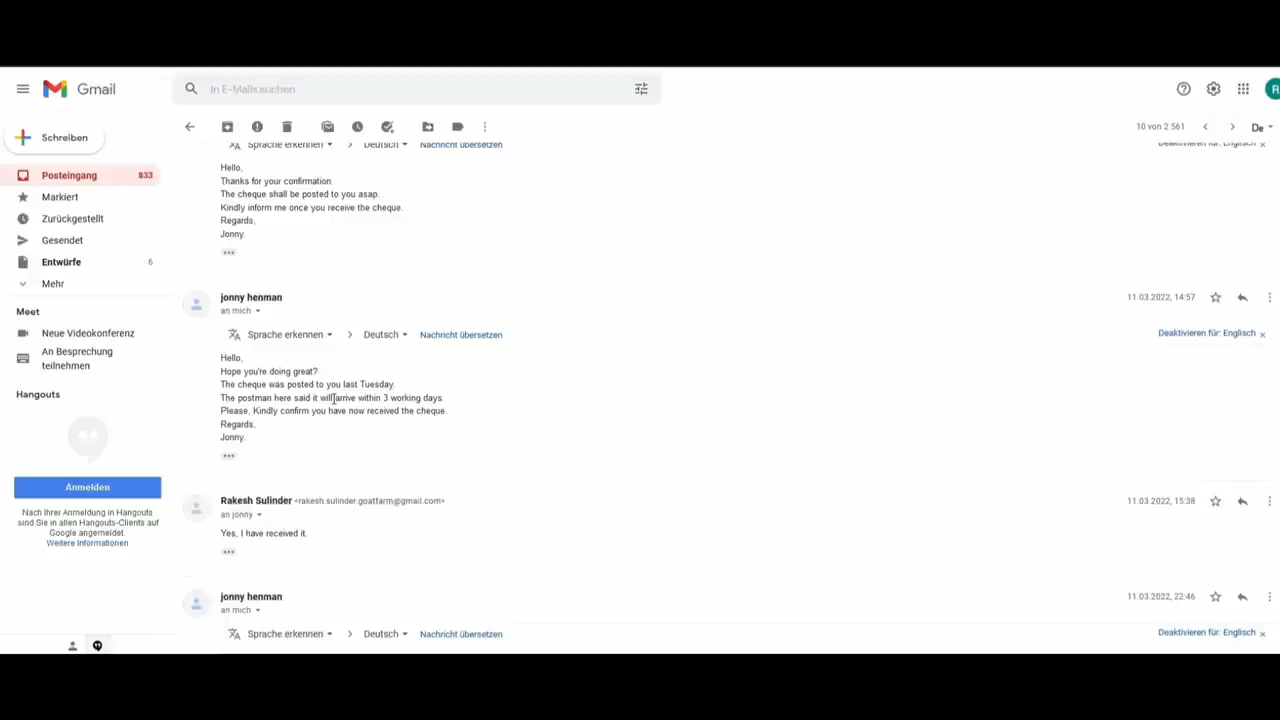 Gmail
In E-Mails suchen
Schreiben
10 von 2.561
De
Posteingang 833
Markiert
Zurückgestellt
Gesendet
Entwürfe 6
Mehr
Meet
Neue Videokonferenz
An Besprechung
teilnehmen
Hangouts
Anmelden
Nach Ihrer Anmeldung in Hangouts
sind Sie in allen Hangouts-Clients auf
Google angemeldet.
Weitere Informationen
Sprache erkennen > Deutsch Nachricht übersetzen Deaktivieren für: Englisch x
Hello,
Thanks for your confirmation.
The cheque shall be posted to you asap.
Kindly inform me once you receive the cheque.
Regards,
Jonny.
jonny henman 11.03.2022, 14:57
an mich
Sprache erkennen > Deutsch Nachricht übersetzen Deaktivieren für: Englisch x
Hello,
Hope you're doing great?
The cheque was posted to you last Tuesday.
The postman here said it will arrive within 3 working days.
Please, Kindly confirm you have now received the cheque.
Regards,
Jonny.
Rakesh Sulinder <rakesh.sulinder.goatfarm@gmail.com> 11.03.2022, 15:38
an jonny
Yes, I have received it.
jonny henman 11.03.2022, 22:46
an mich
Sprache erkennen > Deutsch Nachricht übersetzen Deaktivieren für: Englisch x
R